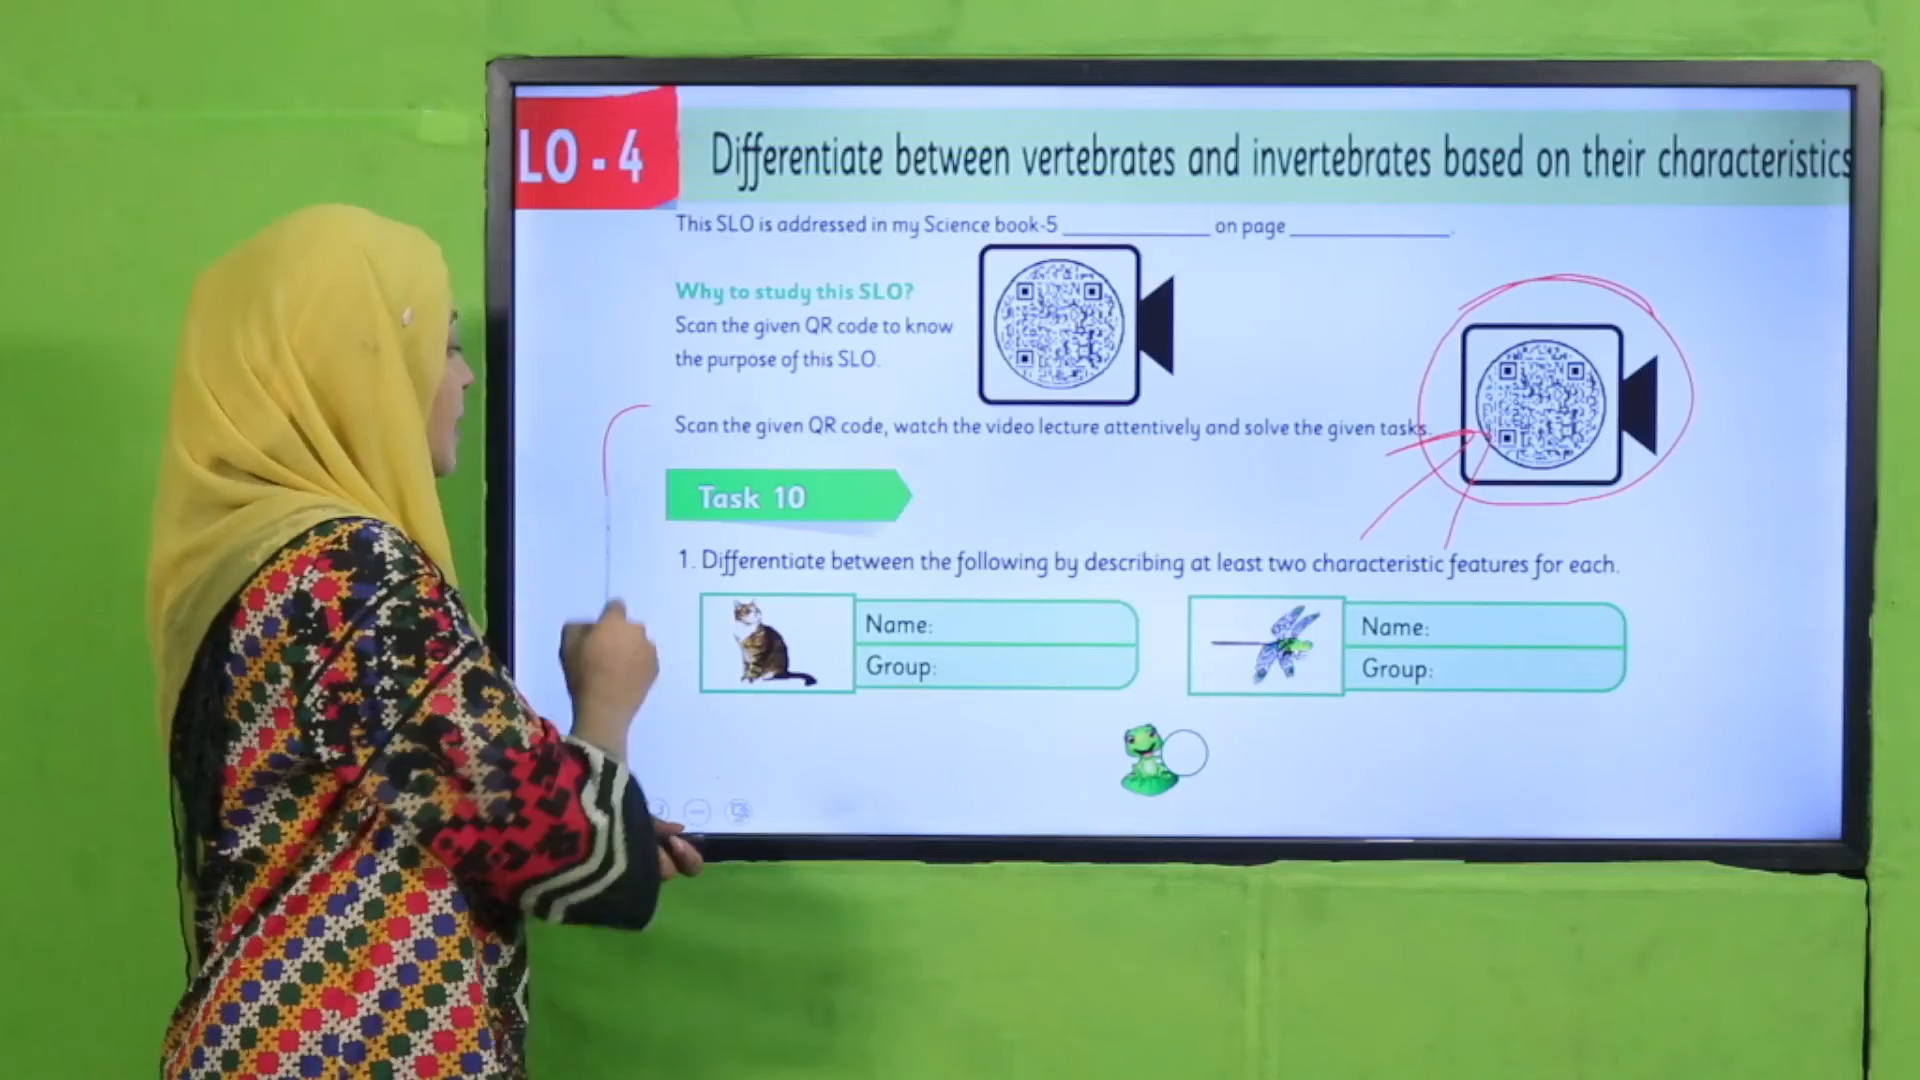 LO - 4
Differentiate between vertebrates and invertebrates based on their characteristics
This SLO is addressed in my Science book-5 ____________ on page ____________.
Why to study this SLO?
Scan the given QR code to know
the purpose of this SLO.
Scan the given QR code, watch the video lecture attentively and solve the given tasks.
Task 10
1. Differentiate between the following by describing at least two characteristic features for each.
Name:
Group:
Name:
Group: